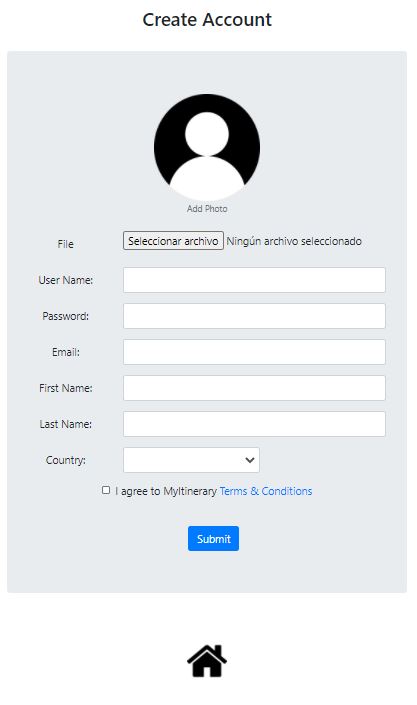 Create Account
Add Photo
File Seleccionar archivo Ningún archivo seleccionado
User Name:
Password:
Email:
First Name:
Last Name:
Country:
I agree to MyItinerary Terms & Conditions
Submit